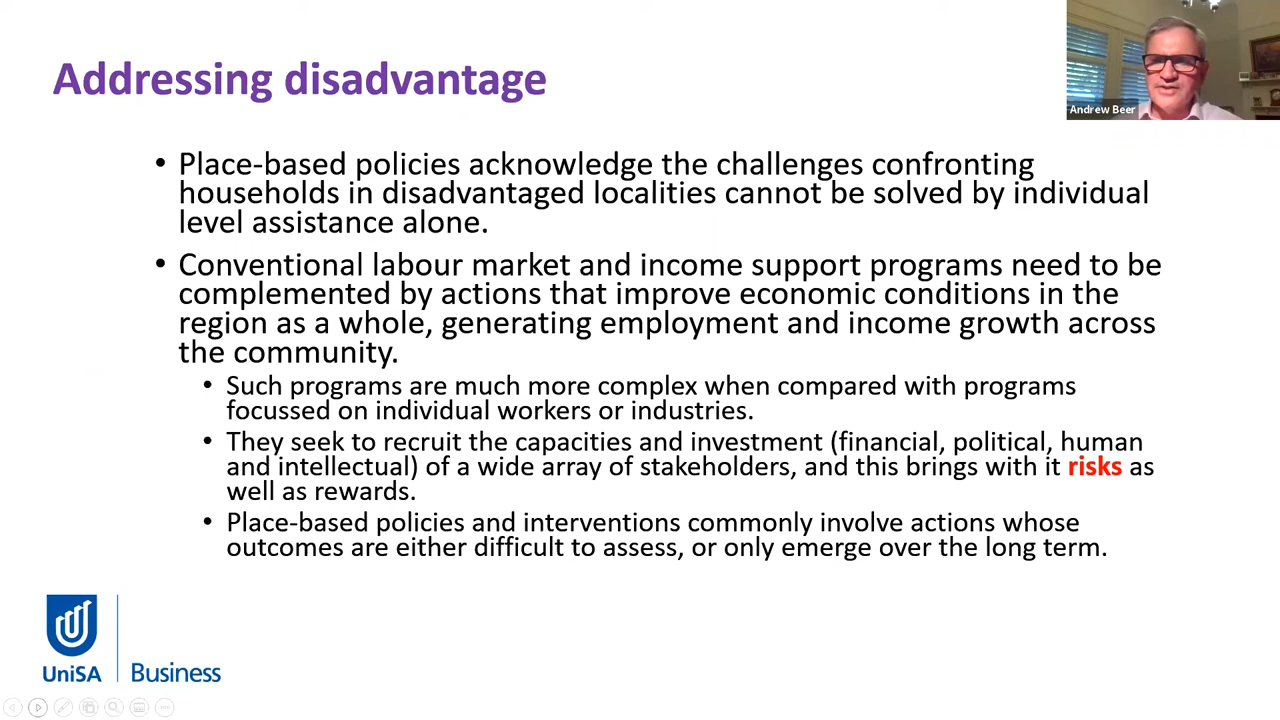 Addressing disadvantage
Andrew Beer
• Place-based policies acknowledge the challenges confronting
households in disadvantaged localities cannot be solved by individual
level assistance alone.
• Conventional labour market and income support programs need to be
complemented by actions that improve economic conditions in the
region as a whole, generating employment and income growth across
the community.
• Such programs are much more complex when compared with programs
focussed on individual workers or industries.
• They seek to recruit the capacities and investment (financial, political, human
and intellectual) of a wide array of stakeholders, and this brings with it risks as
well as rewards.
• Place-based policies and interventions commonly involve actions whose
outcomes are either difficult to assess, or only emerge over the long term.
UniSA Business